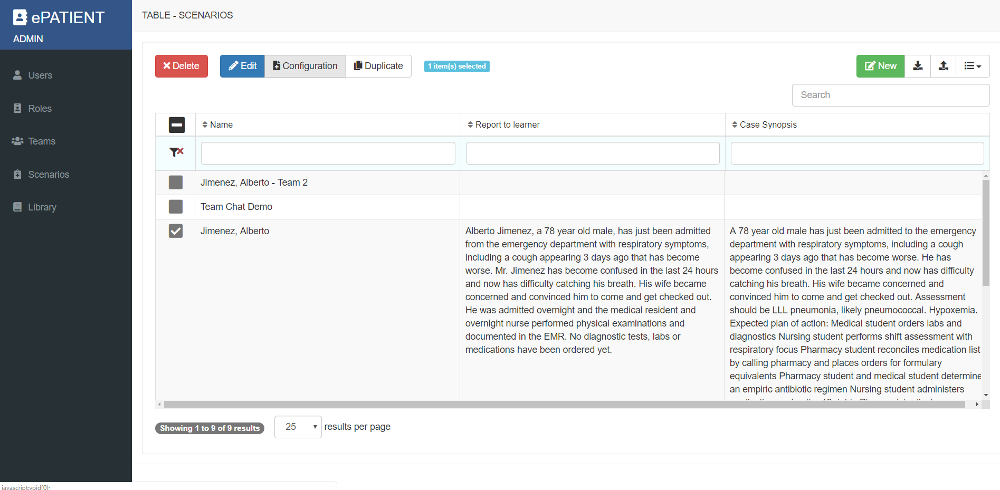 ePATIENT
ADMIN
Users
Roles
Teams
Scenarios
Library
TABLE - SCENARIOS
Delete
Edit
Configuration
Duplicate
1 item(s) selected
New
Search
Name
Report to learner
Case Synopsis
Jimenez, Alberto - Team 2
Team Chat Demo
Jimenez, Alberto
Alberto Jimenez, a 78 year old male, has just been admitted
from the emergency department with respiratory symptoms,
including a cough appearing 3 days ago that has become
worse. Mr. Jimenez has become confused in the last 24 hours
and now has difficulty catching his breath. His wife became
concerned and convinced him to come and get checked out.
He was admitted overnight and the medical resident and
overnight nurse performed physical examinations and
documented in the EMR. No diagnostic tests, labs or
medications have been ordered yet.
A 78 year old male has just been admitted to the emergency
department with respiratory symptoms, including a cough
appearing 3 days ago that has become worse. He has
become confused in the last 24 hours and now has difficulty
catching his breath. His wife became concerned and
convinced him to come and get checked out. Assessment
should be LLL pneumonia, likely pneumococcal. Hypoxemia.
Expected plan of action: Medical student orders labs and
diagnostics Nursing student performs shift assessment with
respiratory focus Pharmacy student reconciles medication list
by calling pharmacy and places orders for formulary
equivalents Pharmacy student and medical student determine
an empiric antibiotic regimen Nursing student administers
Showing 1 to 9 of 9 results
25
results per page
javascript:void(0);